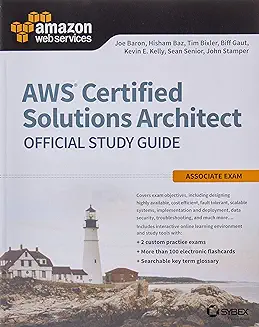 amazon
webservices
Joe Baron, Hisham Baz, Tim Bixler, Biff Gaut,
Kevin E. Kelly, Sean Senior, John Stamper
AWS® Certified
Solutions Architect
OFFICIAL STUDY GUIDE
ASSOCIATE EXAM
Covers exam objectives, including designing
highly available, cost efficient, fault tolerant, scalable
systems, implementation and deployment, data
security, troubleshooting, and much more....
Includes interactive online learning environment
and study tools with:
+ 2 custom practice exams
+ More than 100 electronic flashcards
+ Searchable key term glossary
SYBEX